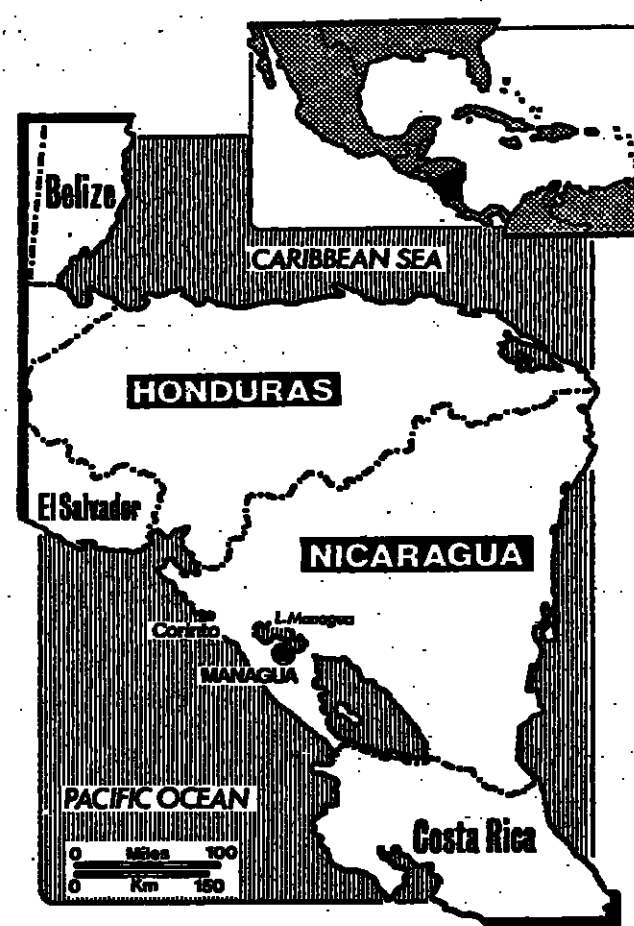 Belize
CARIBBEAN SEA
HONDURAS
El Salvador
NICARAGUA
L. Managua
Corinto
MANAGUA
PACIFIC OCEAN
Costa Rica
0 Miles 100
0 Km 150